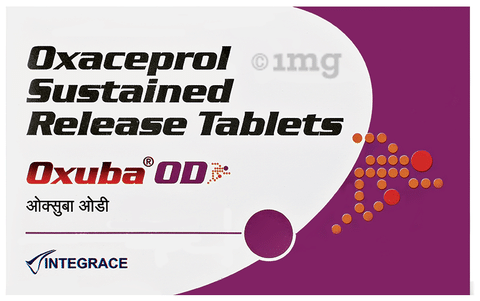 Oxaceprol
Sustained
Release Tablets
©1mg
Oxuba® OD
ओक्सुबा ओडी
INTEGRACE